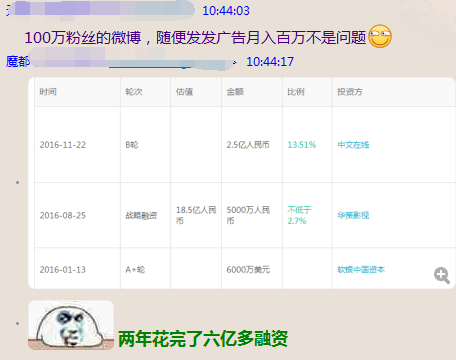 10:44:03
100万粉丝的微博，随便发发广告月入百万不是问题
魔都 10:44:17
时间 轮次 估值 金额 比例 投资方
2016-11-22 B轮 2.5亿人民币 13.51% 中文在线
2016-08-25 战略融资 18.5亿人民币 5000万人民币 不低于2.7% 华策影视
2016-01-13 A+轮 6000万美元 软银中国资本
两年花完了六亿多融资